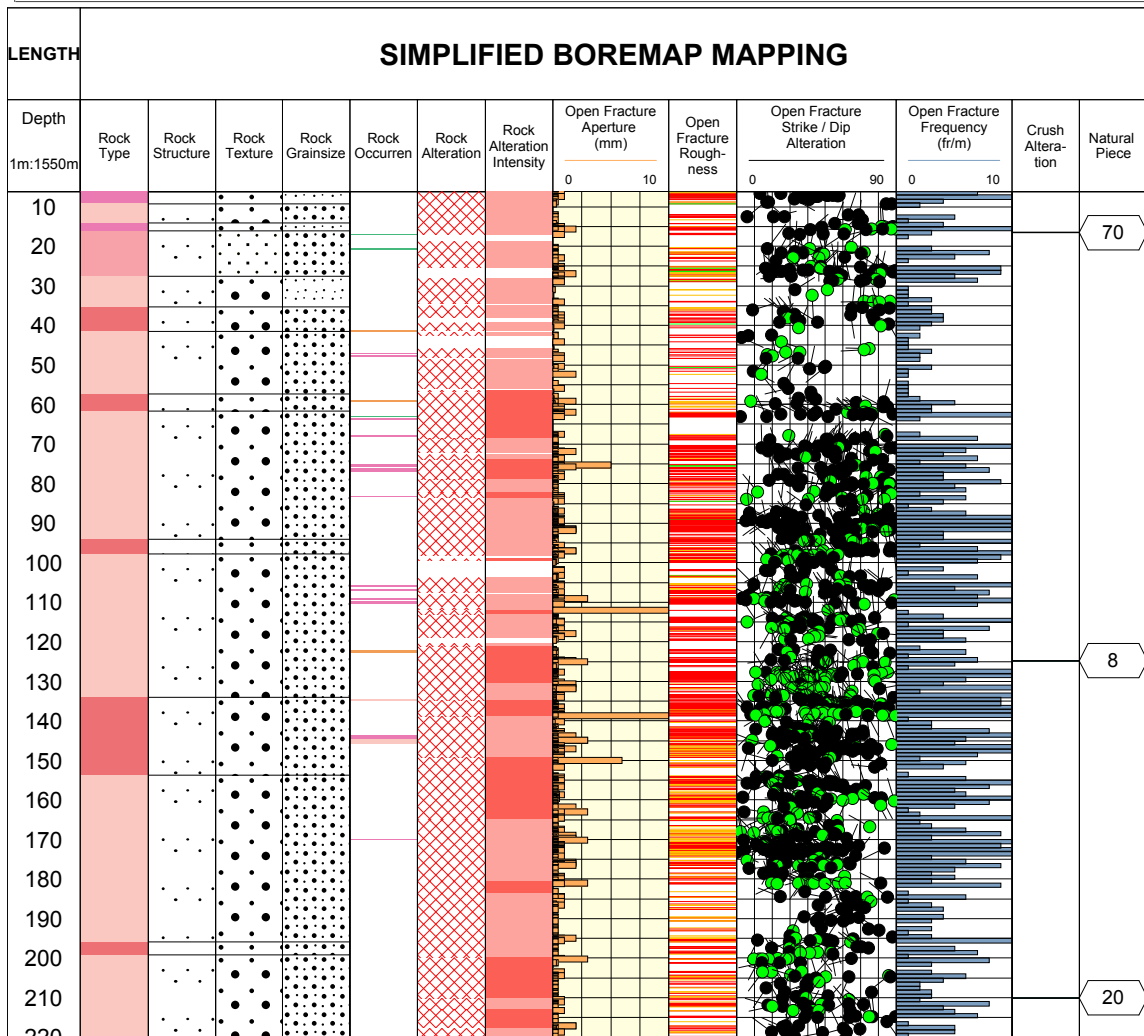 LENGTH
SIMPLIFIED BOREMAP MAPPING
Depth
1m:1550m
Rock
Type
Rock
Structure
Rock
Texture
Rock
Grainsize
Rock
Occurren
Rock
Alteration
Rock
Alteration
Intensity
Open Fracture
Aperture
(mm)
0 10
Open
Fracture
Rough-
ness
Open Fracture
Strike / Dip
Alteration
0 90
Open Fracture
Frequency
(fr/m)
0 10
Crush
Altera-
tion
Natural
Piece
10
20
70
30
40
50
60
70
80
90
100
110
120
8
130
140
150
160
170
180
190
200
210
20
220